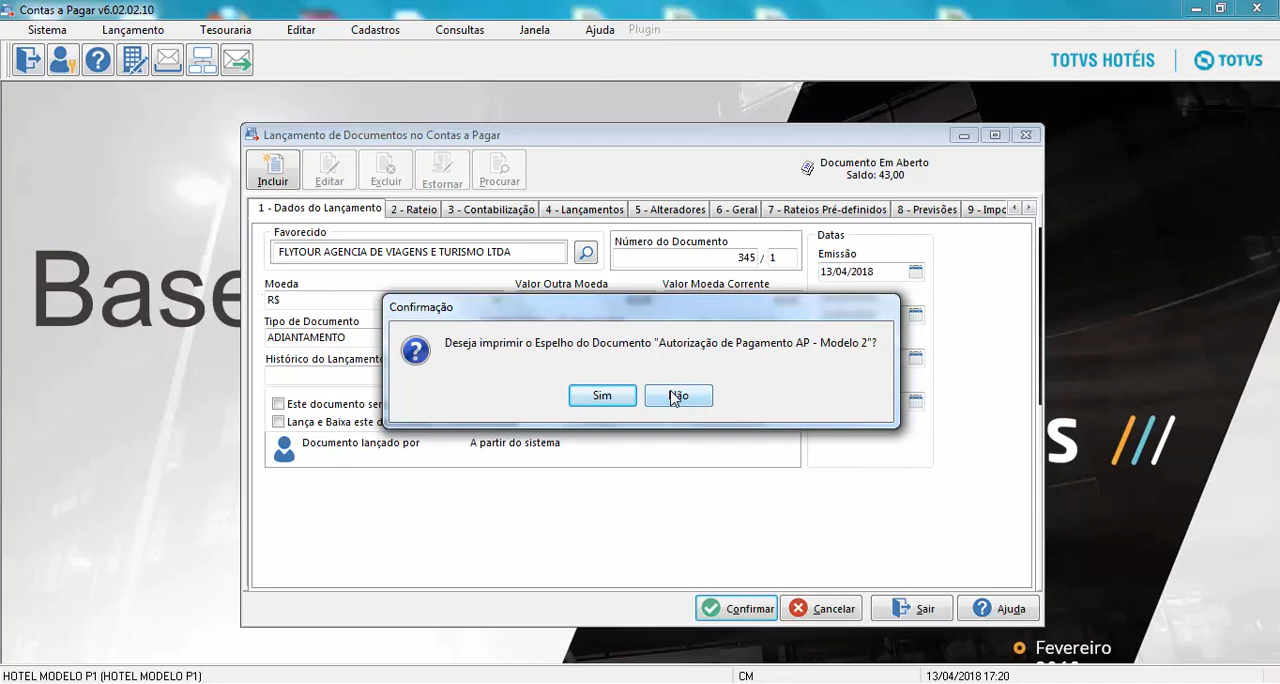 Contas a Pagar v6.02.02.10
Sistema Lançamento Tesouraria Editar Cadastros Consultas Janela Ajuda Plugin
TOTVS HOTÉIS TOTVS
Lançamento de Documentos no Contas a Pagar
Incluir Editar Excluir Estornar Procurar
Documento Em Aberto
Saldo: 43,00
1 - Dados do Lançamento 2 - Rateio 3 - Contabilização 4 - Lançamentos 5 - Alteradores 6 - Geral 7 - Rateios Pré-definidos 8 - Previsões 9 - Impc
Favorecido
FLYTOUR AGENCIA DE VIAGENS E TURISMO LTDA
Número do Documento
345 / 1
Datas
Emissão
13/04/2018
Base
Moeda Valor Outra Moeda Valor Moeda Corrente
R$
Tipo de Documento
ADIANTAMENTO
Histórico do Lançamento
Confirmação
Deseja imprimir o Espelho do Documento "Autorização de Pagamento AP - Modelo 2"?
Sim
Este documento ser
Lança e Baixa este d
Documento lançado por A partir do sistema
S
Confirmar Cancelar Sair Ajuda
Fevereiro
HOTEL MODELO P1 (HOTEL MODELO P1) CM 13/04/2018 17:20